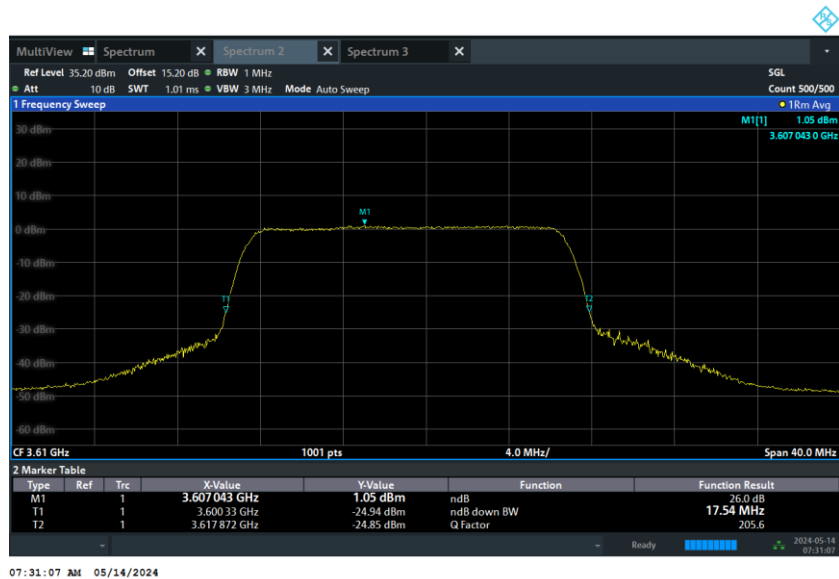 R&S
MultiView Spectrum X Spectrum 2 X Spectrum 3 X
Ref Level 35.20 dBm Offset 15.20 dB RBW 1 MHz SGL
Att 10 dB SWT 1.01 ms VBW 3 MHz Mode Auto Sweep Count 500/500
1 Frequency Sweep 1Rm Avg
M1[1] 1.05 dBm
3.607 043 0 GHz
30 dBm
20 dBm
10 dBm
M1
0 dBm
-10 dBm
-20 dBm
T1 T2
-30 dBm
-40 dBm
-50 dBm
-60 dBm
CF 3.61 GHz 1001 pts 4.0 MHz/ Span 40.0 MHz
2 Marker Table
Type Ref Trc X-Value Y-Value Function Function Result
M1 1 3.607 043 GHz 1.05 dBm ndB 26.0 dB
T1 1 3.600 33 GHz -24.94 dBm ndB down BW 17.54 MHz
T2 1 3.617 872 GHz -24.85 dBm Q Factor 205.6
Ready 2024-05-14
07:31:07
07:31:07 AM 05/14/2024